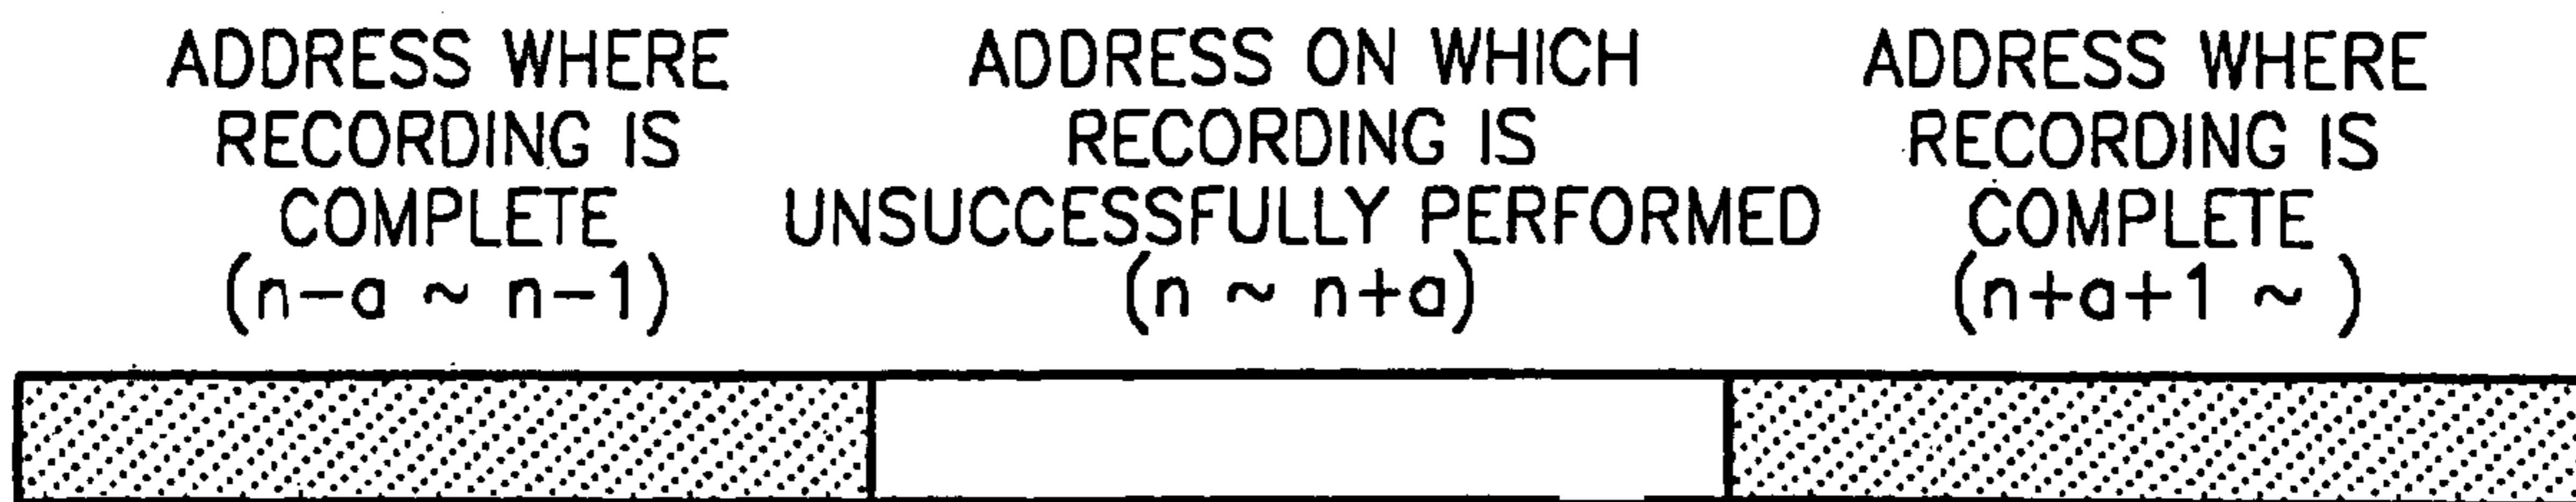 ADDRESS WHERE
RECORDING IS
COMPLETE
(n-a ~ n-1)
ADDRESS ON WHICH
RECORDING IS
UNSUCCESSFULLY PERFORMED
(n ~ n+a)
ADDRESS WHERE
RECORDING IS
COMPLETE
(n+a+1 ~ )